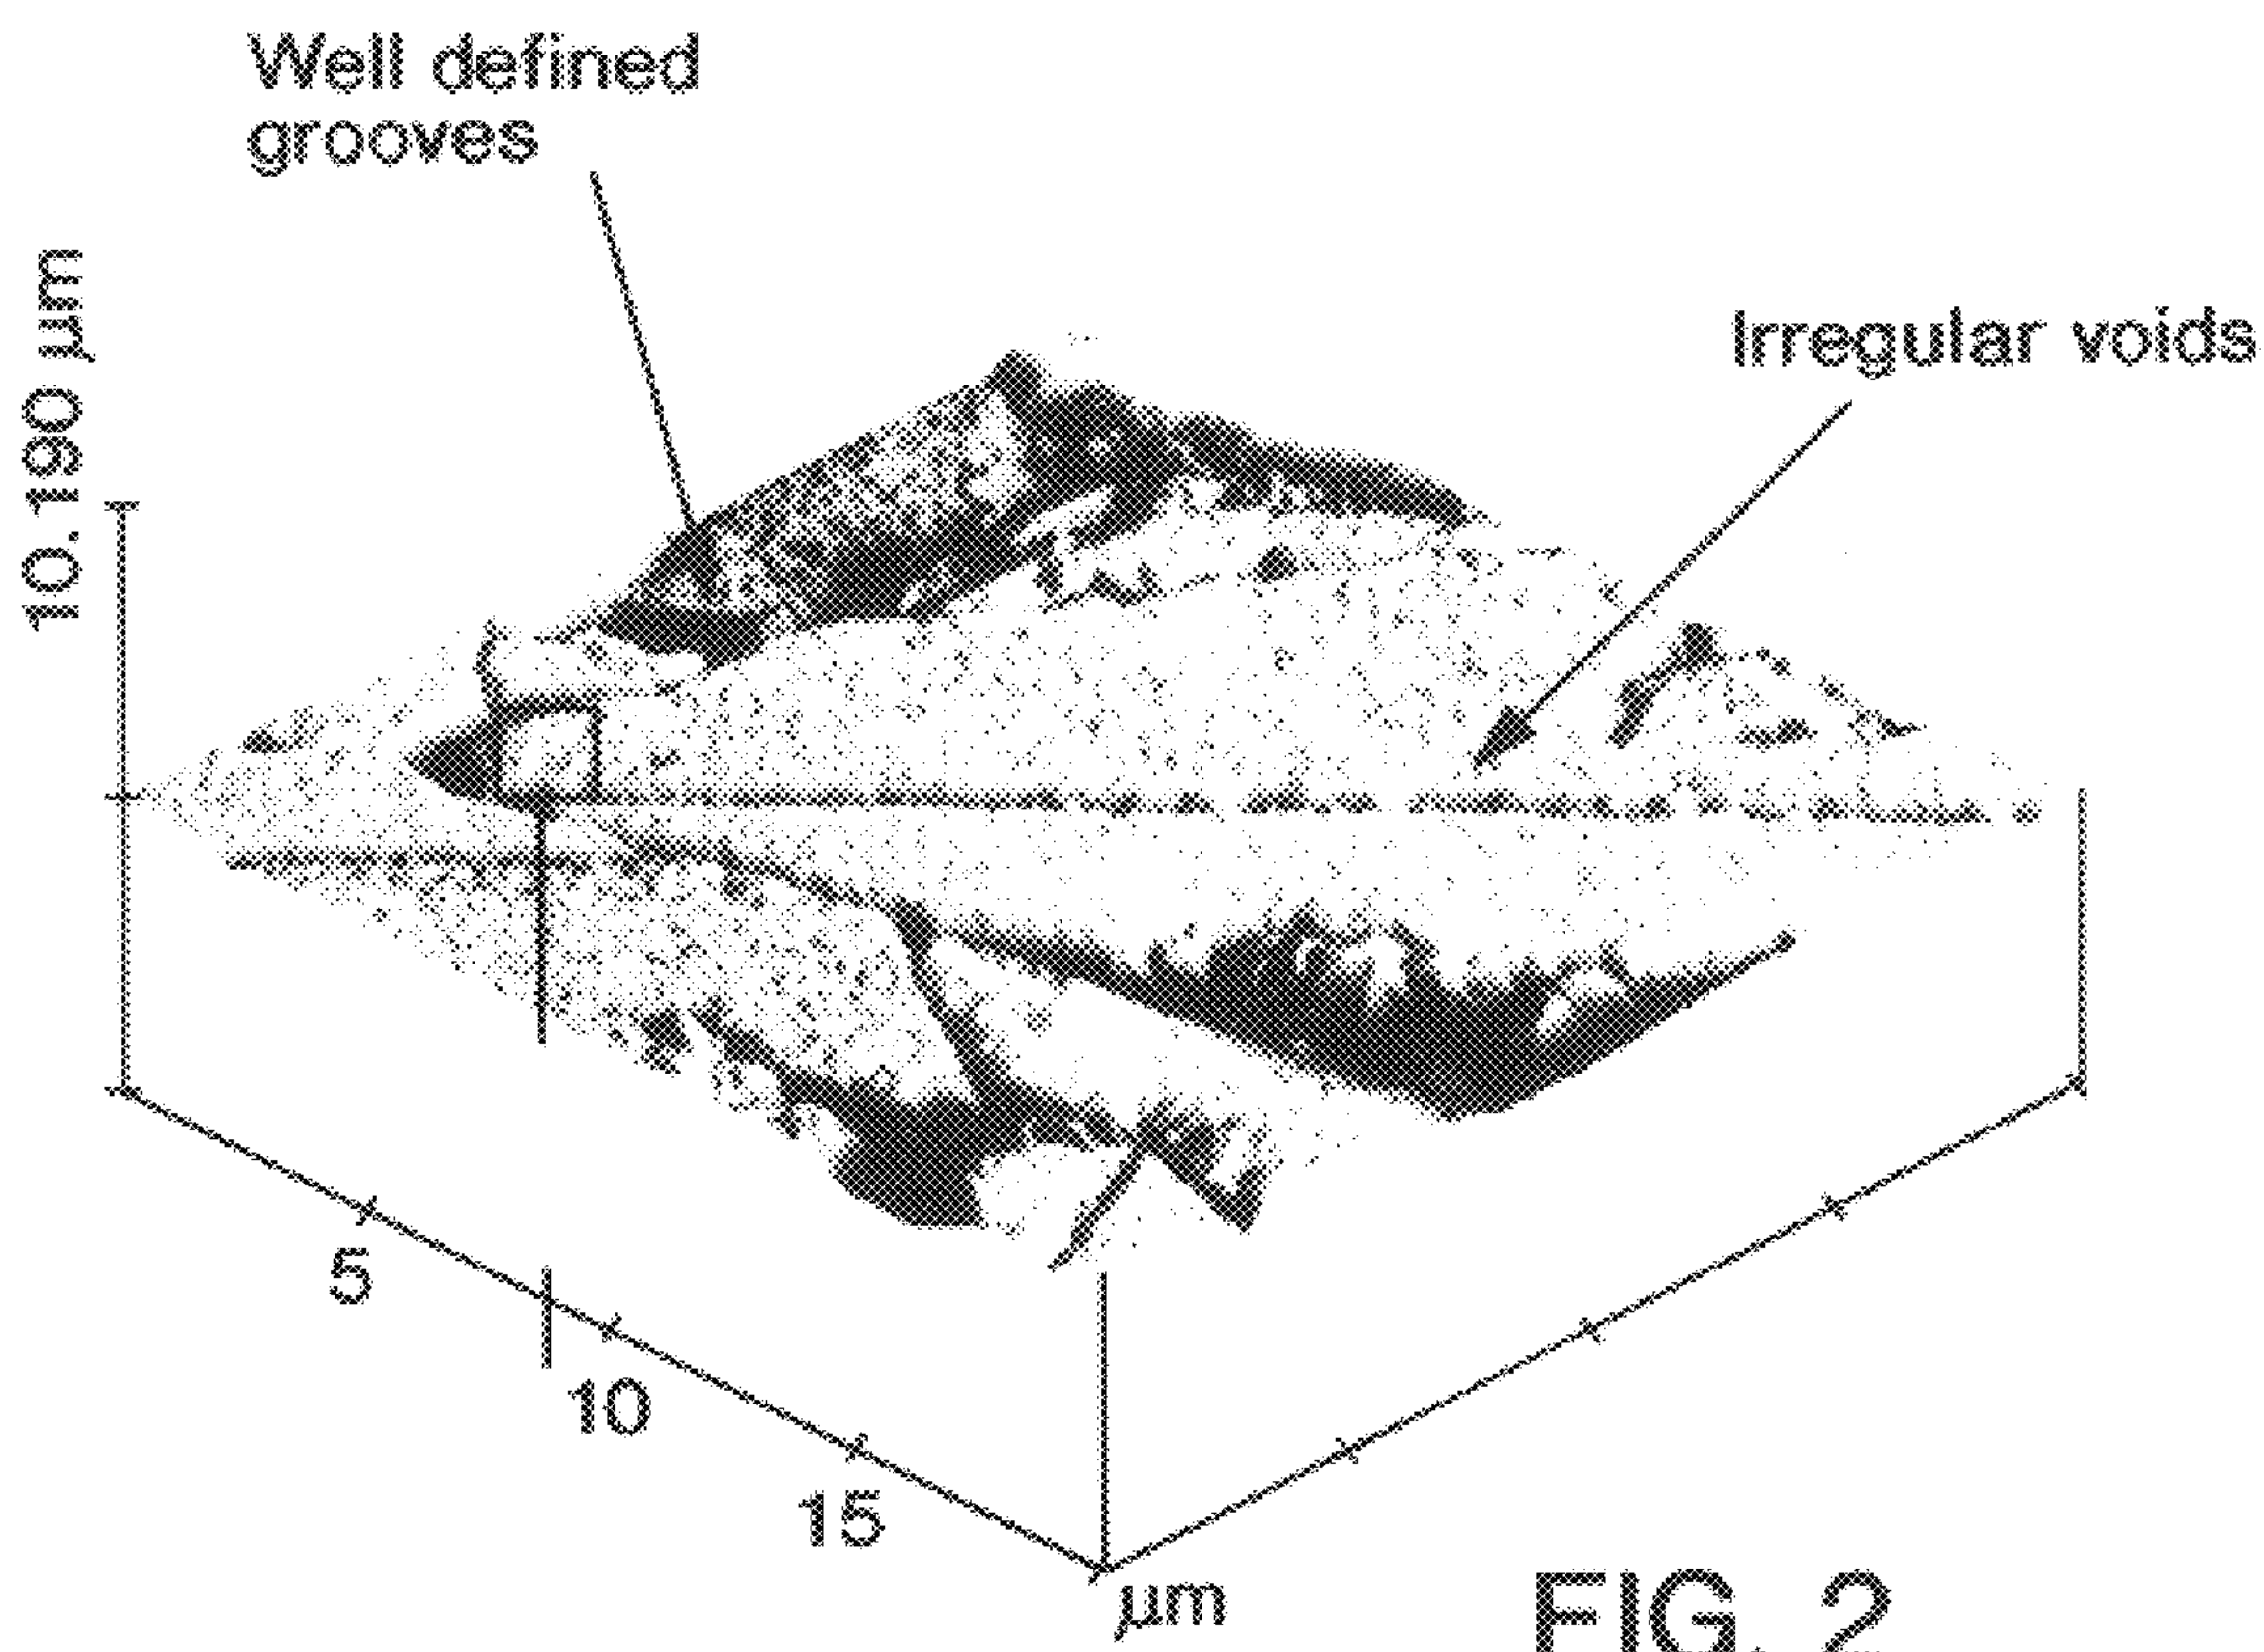 Well defined
grooves
Irregular voids
10.190 µm
5
10
15
µm
FIG. 2